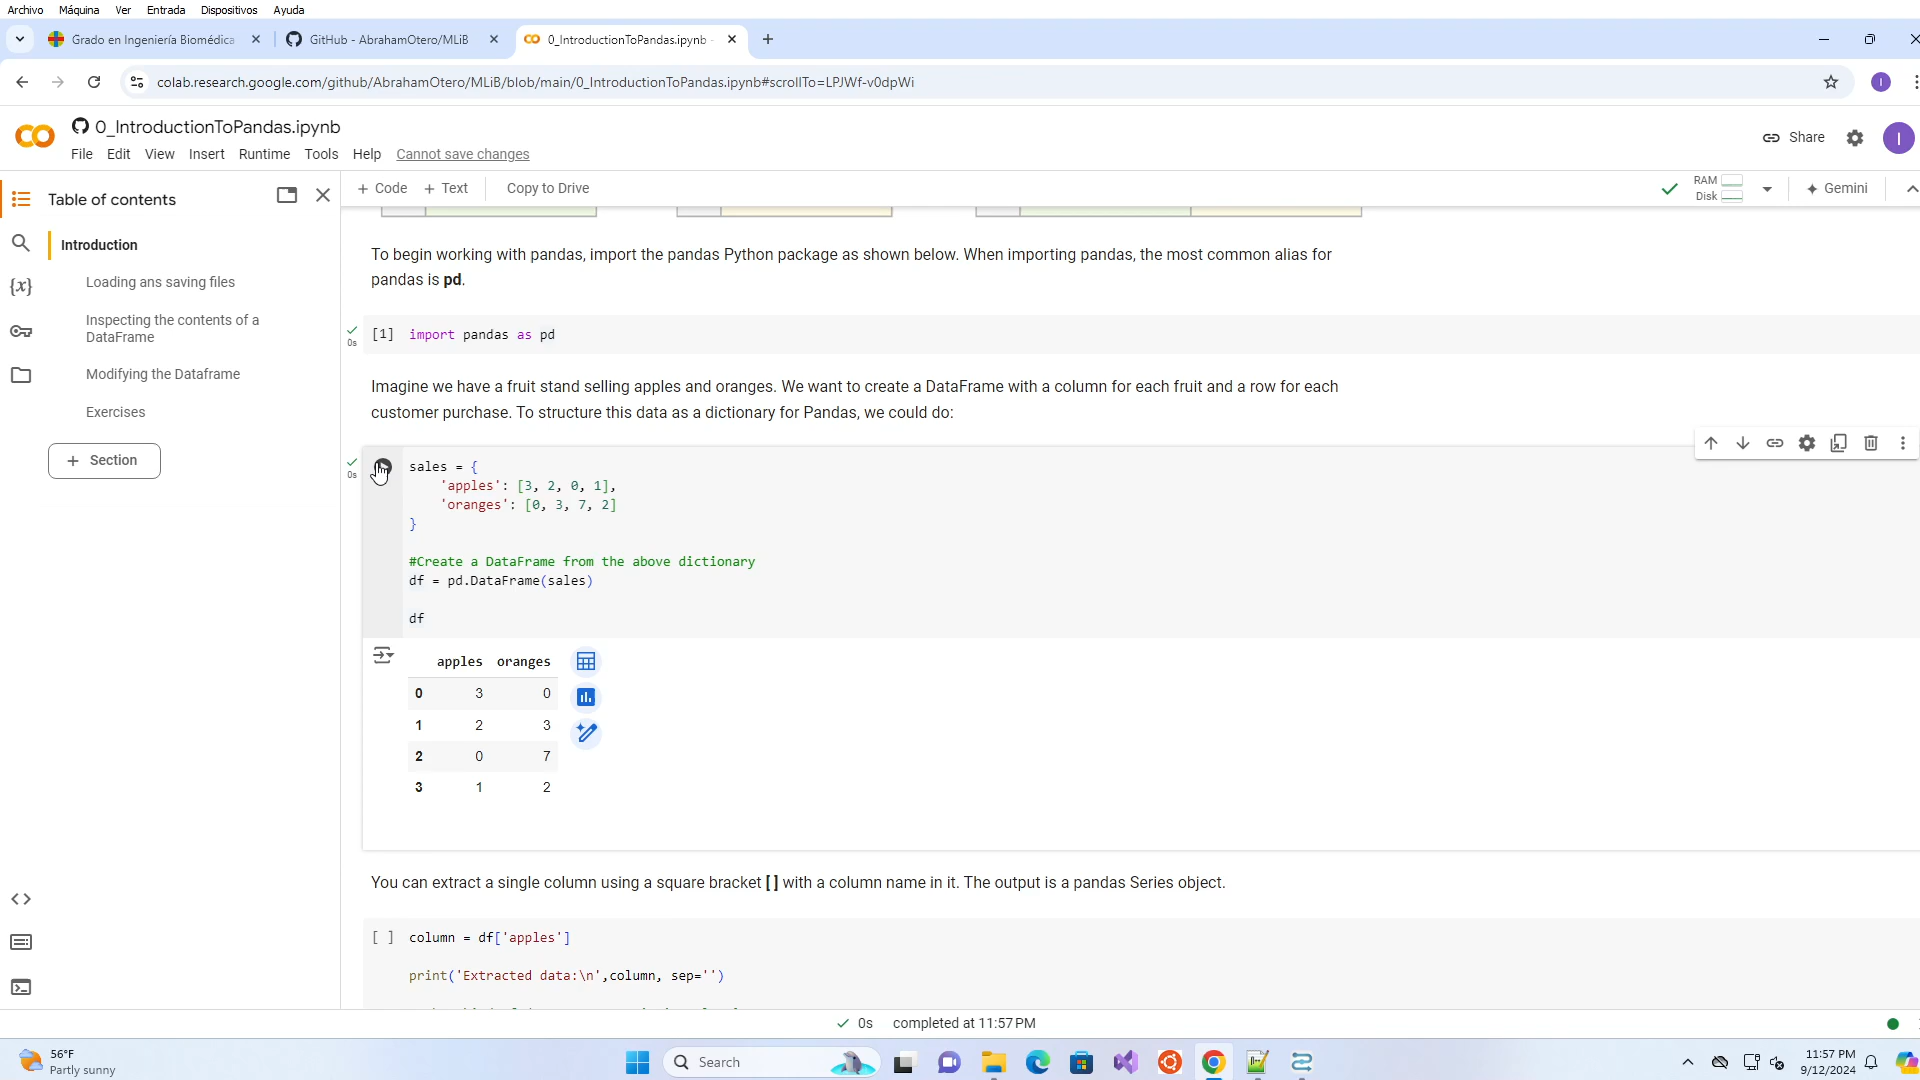 Archivo Máquina Ver Entrada Dispositivos Ayuda
Grado en Ingeniería Biomédica
GitHub - AbrahamOtero/MLiB
0_IntroductionToPandas.ipynb -
colab.research.google.com/github/AbrahamOtero/MLiB/blob/main/0_IntroductionToPandas.ipynb#scrollTo=LPJWf-v0dpWi
I
0_IntroductionToPandas.ipynb
File Edit View Insert Runtime Tools Help Cannot save changes
Share
I
Table of contents
+ Code + Text Copy to Drive
RAM
Disk
Gemini
Introduction
Loading ans saving files
Inspecting the contents of a
DataFrame
Modifying the Dataframe
Exercises
+ Section
To begin working with pandas, import the pandas Python package as shown below. When importing pandas, the most common alias for
pandas is pd.
0s
[1] import pandas as pd
Imagine we have a fruit stand selling apples and oranges. We want to create a DataFrame with a column for each fruit and a row for each
customer purchase. To structure this data as a dictionary for Pandas, we could do:
0s
sales = {
'apples': [3, 2, 0, 1],
'oranges': [0, 3, 7, 2]
}
#Create a DataFrame from the above dictionary
df = pd.DataFrame(sales)
df
apples oranges
0 3 0
1 2 3
2 0 7
3 1 2
You can extract a single column using a square bracket [ ] with a column name in it. The output is a pandas Series object.
[ ] column = df['apples']
print('Extracted data:\n',column, sep='')
0s completed at 11:57 PM
56°F
Partly sunny
Search
11:57 PM
9/12/2024